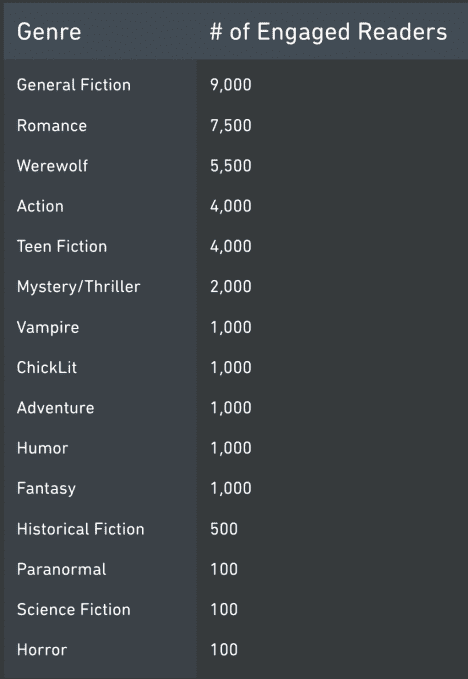 Genre # of Engaged Readers
General Fiction 9,000
Romance 7,500
Werewolf 5,500
Action 4,000
Teen Fiction 4,000
Mystery/Thriller 2,000
Vampire 1,000
ChickLit 1,000
Adventure 1,000
Humor 1,000
Fantasy 1,000
Historical Fiction 500
Paranormal 100
Science Fiction 100
Horror 100